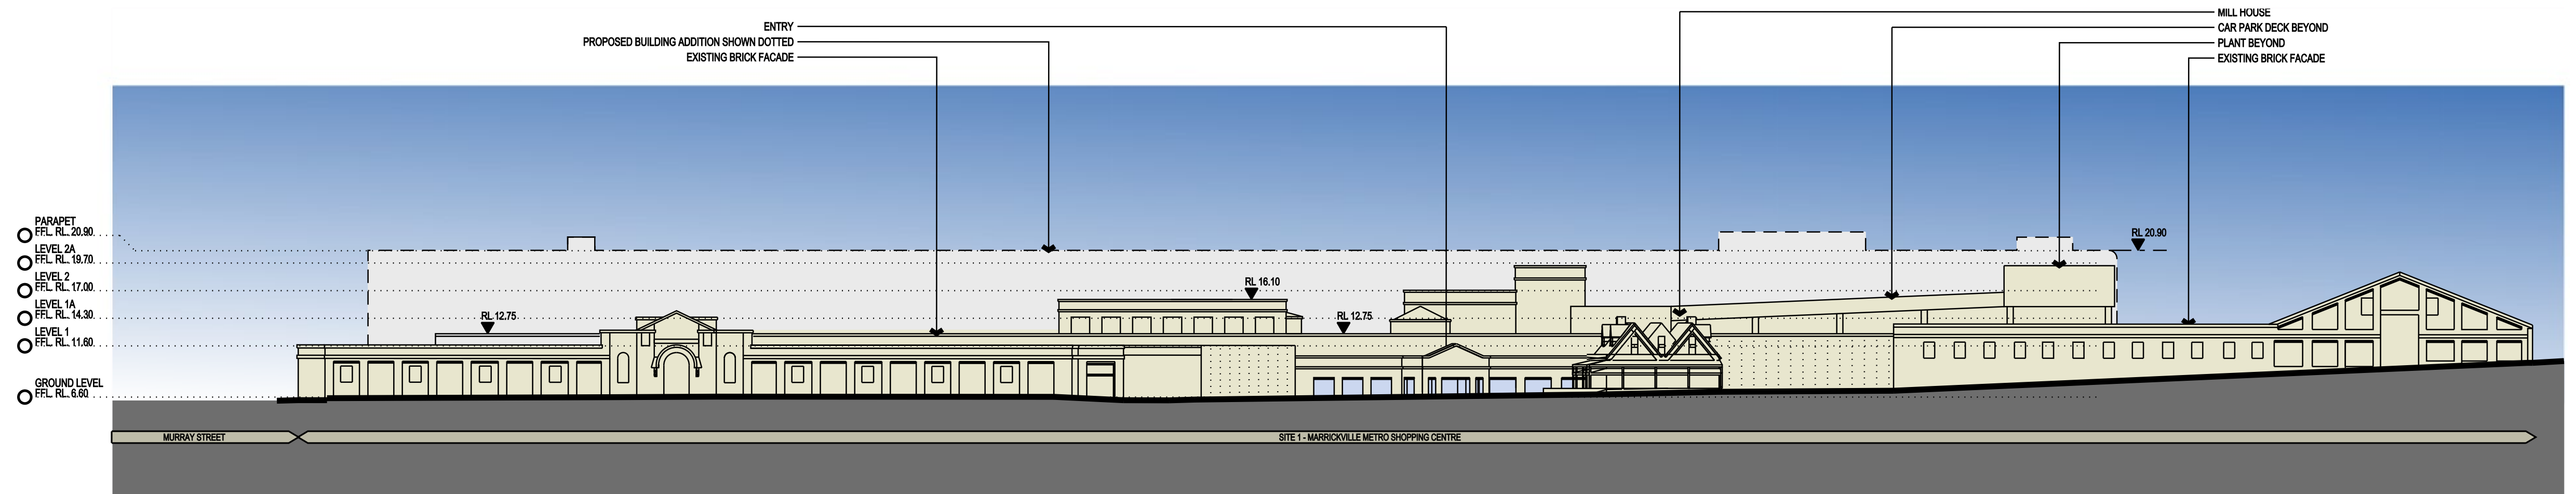 ENTRY
PROPOSED BUILDING ADDITION SHOWN DOTTED
EXISTING BRICK FACADE
MILL HOUSE
CAR PARK DECK BEYOND
PLANT BEYOND
EXISTING BRICK FACADE
PARAPET
FFL. RL. 20.90
LEVEL 2A
FFL. RL. 19.70
LEVEL 2
FFL. RL. 17.00
LEVEL 1A
FFL. RL. 14.30
LEVEL 1
FFL. RL. 11.60
GROUND LEVEL
FFL. RL. 6.60
RL 12.75
RL 16.10
RL 12.75
RL 20.90
MURRAY STREET
SITE 1 - MARRICKVILLE METRO SHOPPING CENTRE